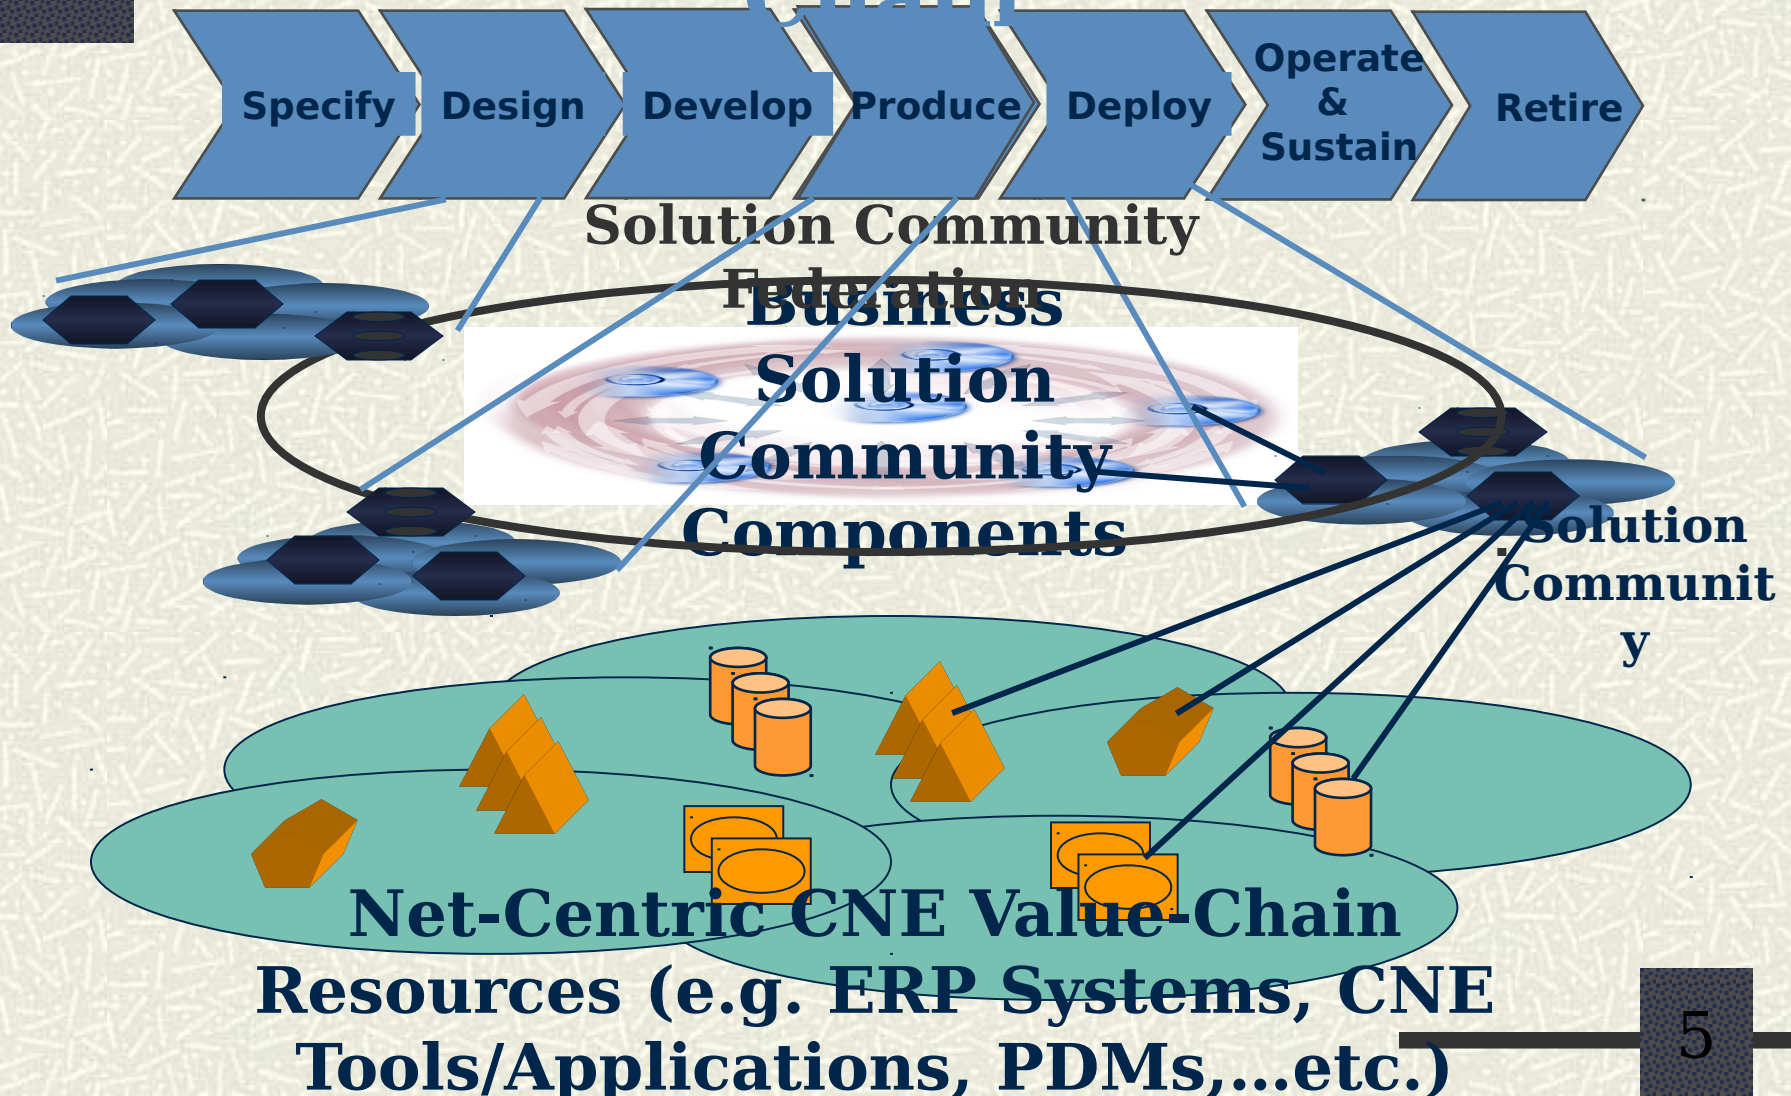 Specify
Design
Develop
Produce
Deploy
Operate
&
Sustain
Retire
Solution Community
Federation
Business
Solution
Community
Components
Solution
Communit
y
Net-Centric CNE Value-Chain
Resources (e.g. ERP Systems, CNE
Tools/Applications, PDMs,...etc.)
5